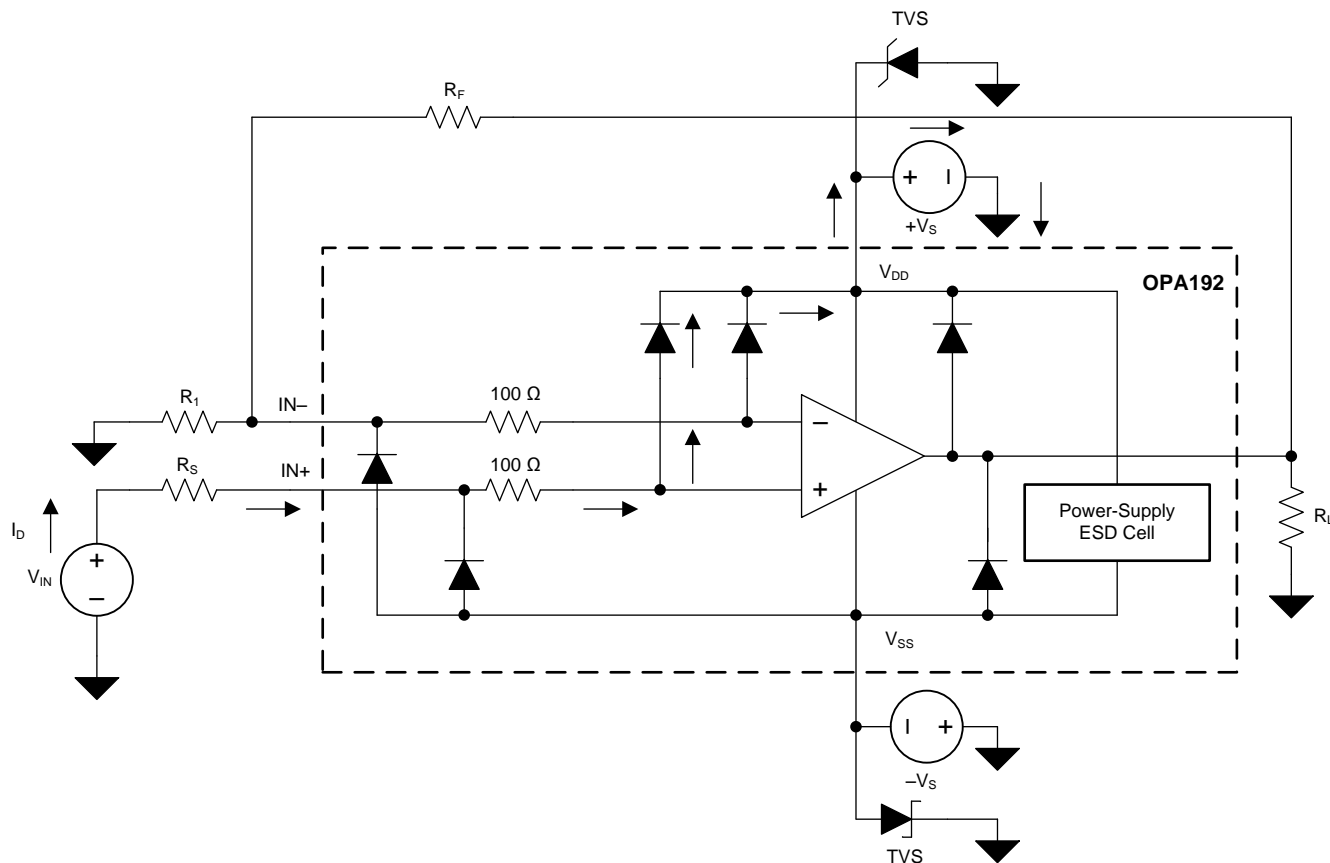 TVS
R_F
+V_S
V_DD
OPA192
R_1
IN–
100 Ω
R_S
IN+
100 Ω
Power-Supply
ESD Cell
R_L
I_D
V_IN
V_SS
–V_S
TVS